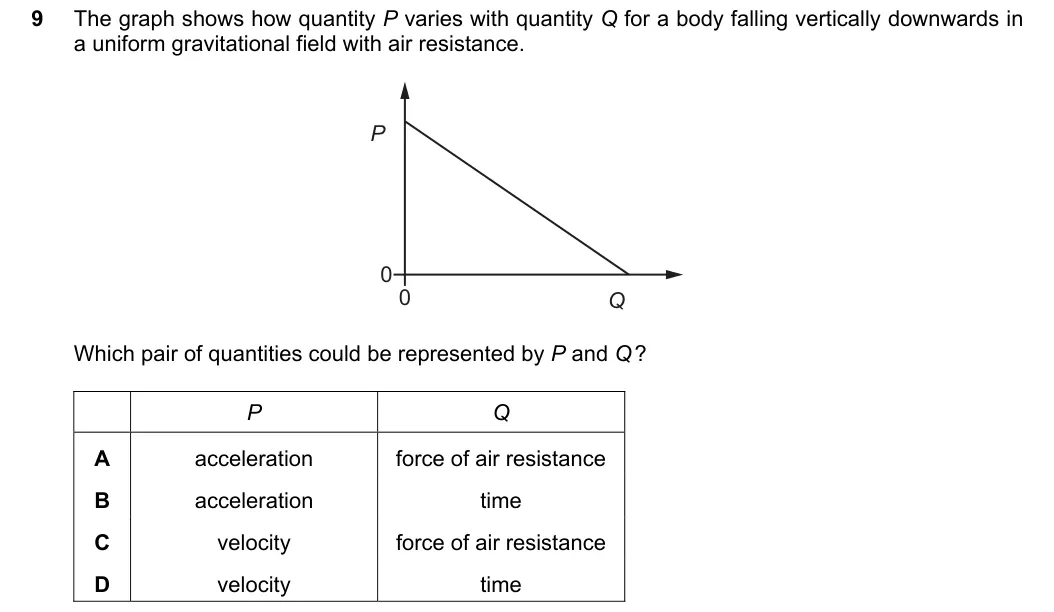 9 The graph shows how quantity P varies with quantity Q for a body falling vertically downwards in
a uniform gravitational field with air resistance.
P
0
0
Q
Which pair of quantities could be represented by P and Q?
P Q
A acceleration force of air resistance
B acceleration time
C velocity force of air resistance
D velocity time